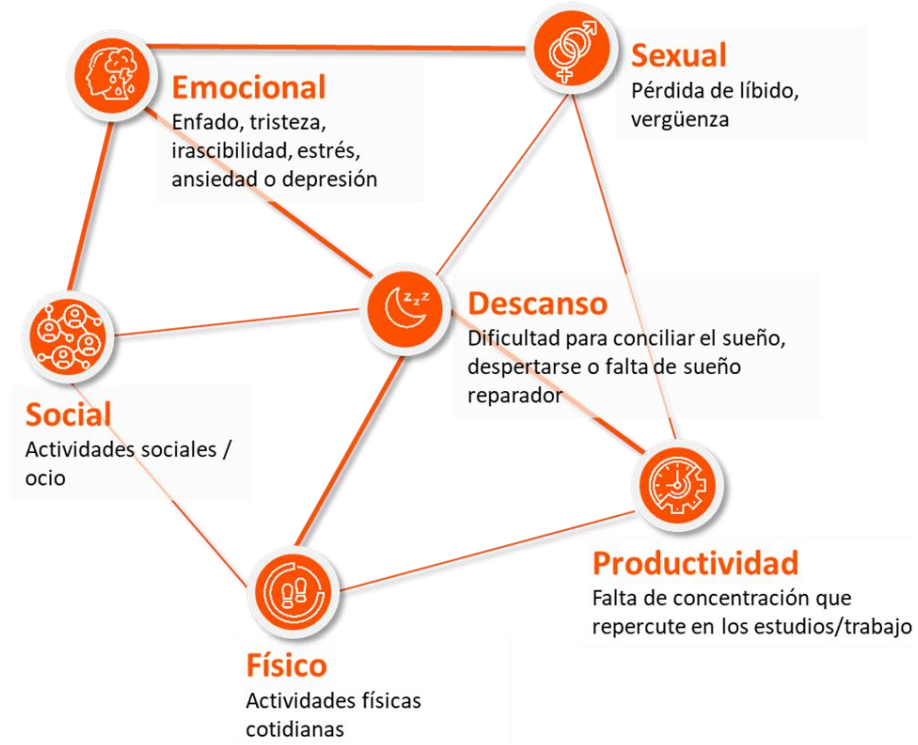 Emocional
Enfado, tristeza,
irascibilidad, estrés,
ansiedad o depresión
Sexual
Pérdida de líbido,
vergüenza
zzz
Descanso
Dificultad para conciliar el sueño,
despertarse o falta de sueño
reparador
Social
Actividades sociales /
ocio
Productividad
Falta de concentración que
repercute en los estudios/trabajo
Físico
Actividades físicas
cotidianas